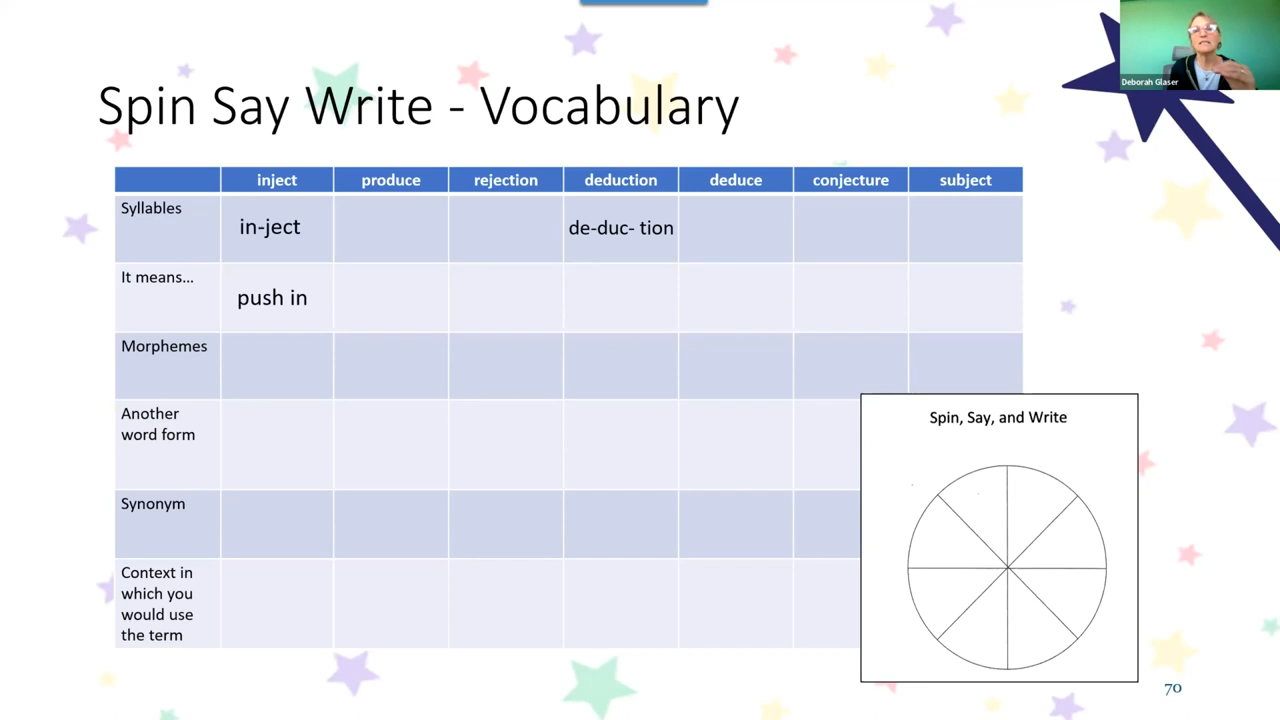 Deborah Glaser
Spin Say Write - Vocabulary
inject produce rejection deduction deduce conjecture subject
Syllables in-ject de-duc- tion
It means… push in
Morphemes
Another
word form
Spin, Say, and Write
Synonym
Context in
which you
would use
the term
70